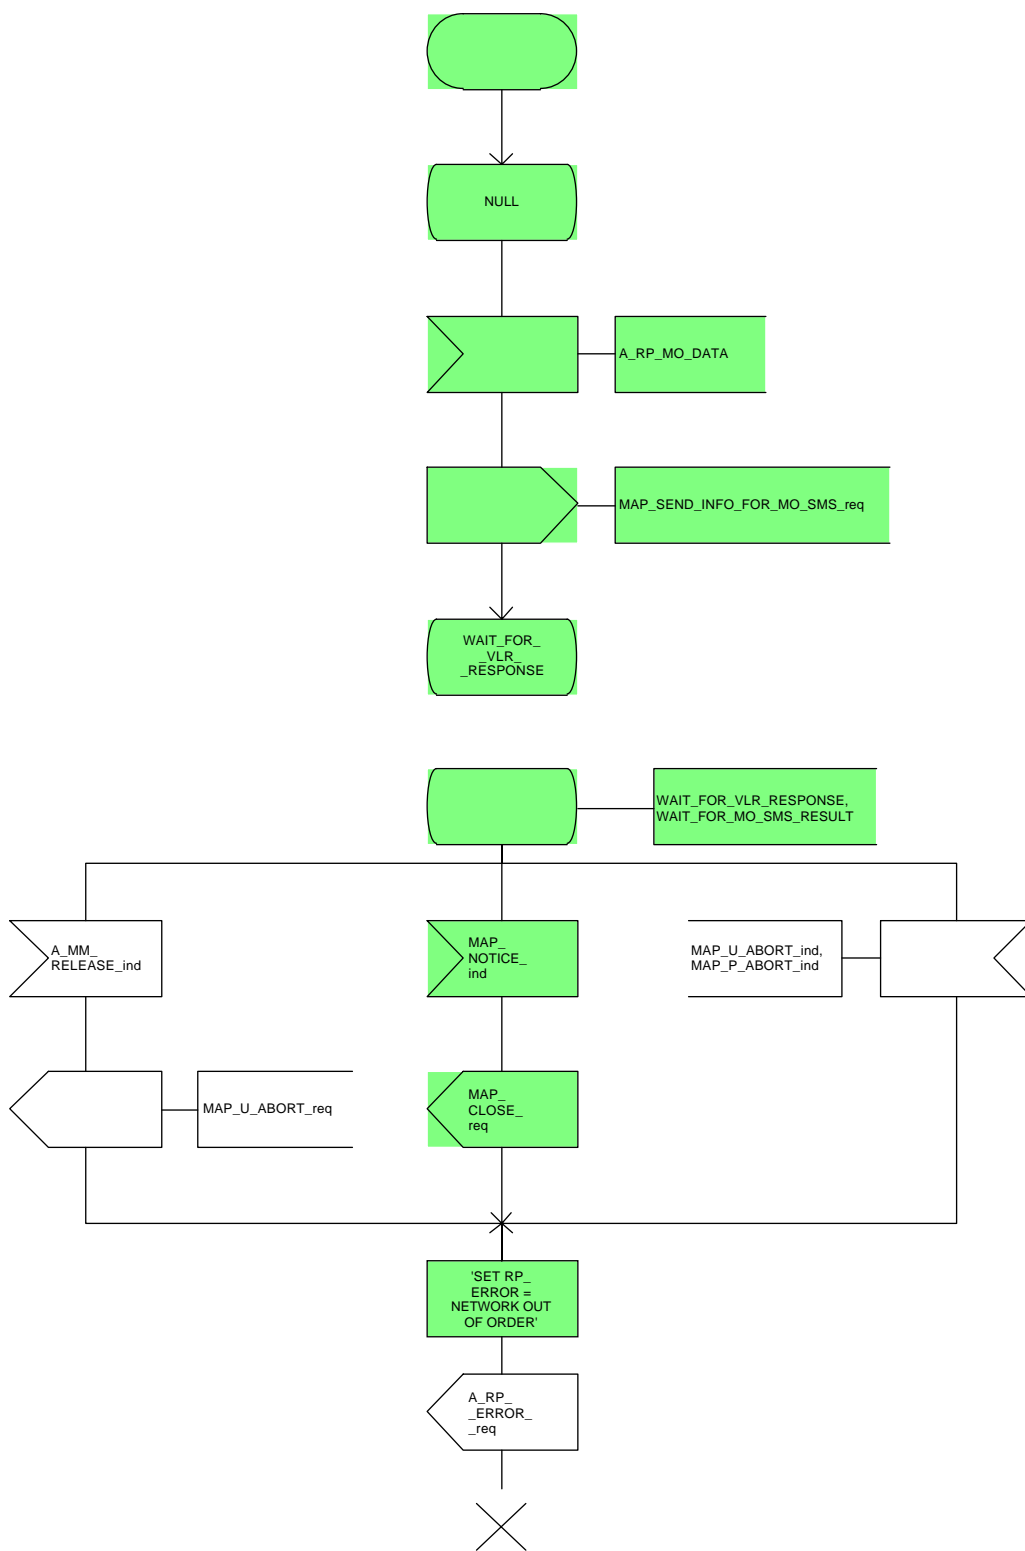 NULL
A_RP_MO_DATA
MAP_SEND_INFO_FOR_MO_SMS_req
WAIT_FOR_
_VLR_
_RESPONSE
WAIT_FOR_VLR_RESPONSE,
WAIT_FOR_MO_SMS_RESULT
A_MM_
RELEASE_ind
MAP_
NOTICE_
ind
MAP_U_ABORT_ind,
MAP_P_ABORT_ind
MAP_U_ABORT_req
MAP_
CLOSE_
req
'SET RP_
ERROR =
NETWORK OUT
OF ORDER'
A_RP_
_ERROR_
_req